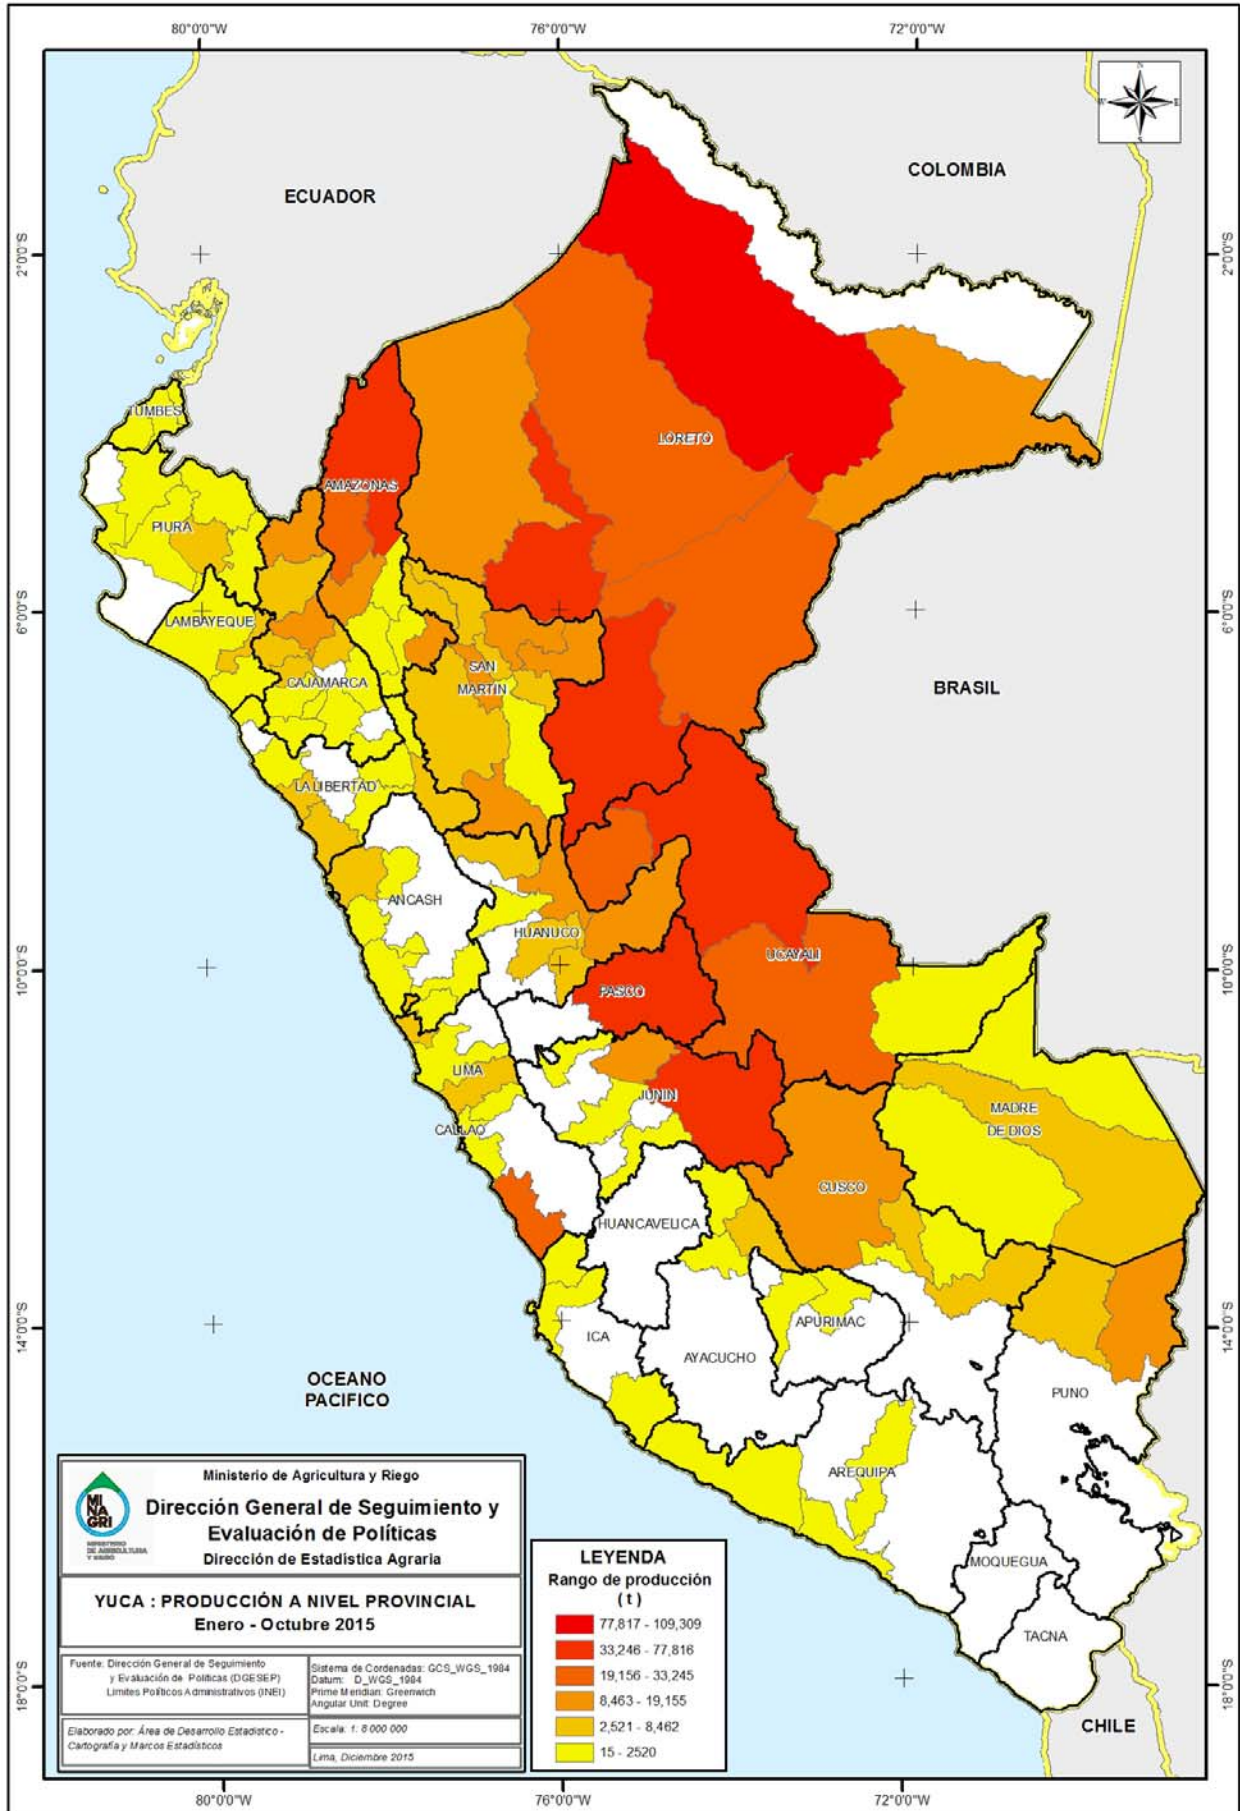 80°0'0"W
76°0'0"W
72°0'0"W
N
W
E
S
ECUADOR
COLOMBIA
2°0'0"S
2°0'0"S
TUMBES
LORETO
AMAZONAS
PIURA
6°0'0"S
6°0'0"S
LAMBAYEQUE
SAN
MARTIN
CAJAMARCA
BRASIL
LA LIBERTAD
ANCASH
HUANUCO
UCAYALI
10°0'0"S
10°0'0"S
PASCO
LIMA
JUNIN
MADRE
DE DIOS
CALLAO
CUSCO
HUANCAVELICA
14°0'0"S
14°0'0"S
ICA
APURIMAC
AYACUCHO
OCEANO
PACIFICO
PUNO
AREQUIPA
MOQUEGUA
TACNA
CHILE
18°0'0"S
18°0'0"S
MI
NA
GRI
MINISTERIO
DE AGRICULTURA
Y RIEGO
Ministerio de Agricultura y Riego
Dirección General de Seguimiento y
Evaluación de Políticas
Dirección de Estadística Agraria
YUCA : PRODUCCIÓN A NIVEL PROVINCIAL
Enero - Octubre 2015
Fuente: Dirección General de Seguimiento
y Evaluación de Políticas (DGESEP)
Limites Políticos Administrativos (INEI)
Sistema de Cordenadas: GCS_WGS_1984
Datum: D_WGS_1984
Prime Meridian: Greenwich
Angular Unit: Degree
Elaborado por: Área de Desarrollo Estadistico -
Cartografía y Marcos Estadísticos
Escala: 1: 8 000 000
Lima, Diciembre 2015
LEYENDA
Rango de producción
( t )
77,817 - 109,309
33,246 - 77,816
19,156 - 33,245
8,463 - 19,155
2,521 - 8,462
15 - 2520
80°0'0"W
76°0'0"W
72°0'0"W